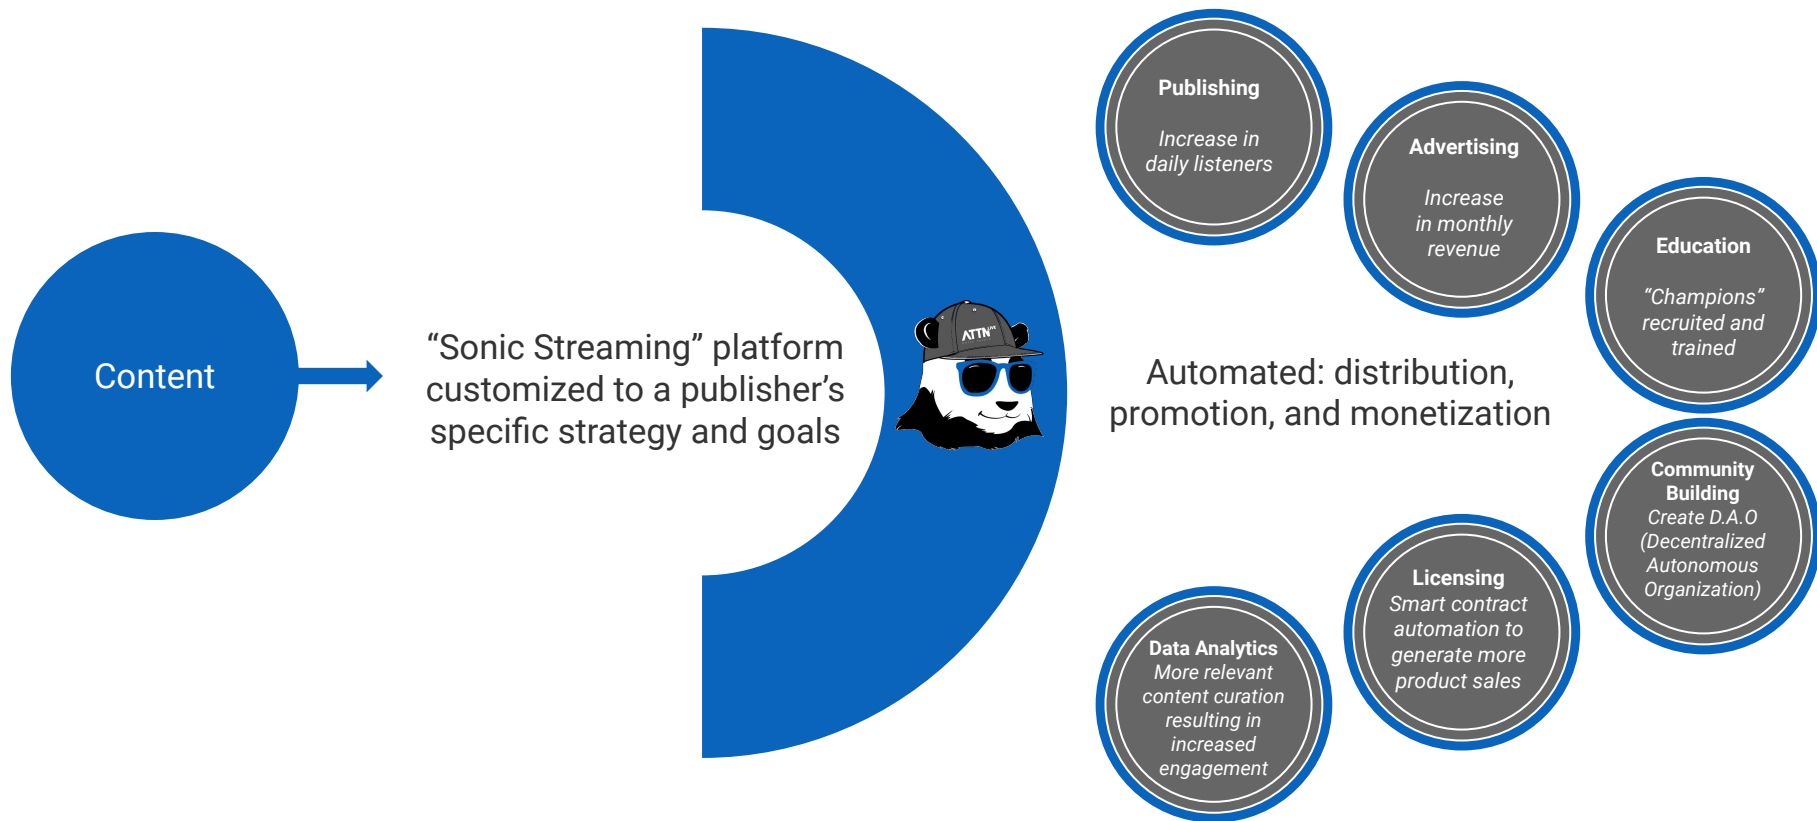 Content
“Sonic Streaming” platform
customized to a publisher’s
specific strategy and goals
ATTN
Automated: distribution,
promotion, and monetization
Publishing
Increase in
daily listeners
Advertising
Increase
in monthly
revenue
Education
“Champions”
recruited and
trained
Community
Building
Create D.A.O
(Decentralized
Autonomous
Organization)
Licensing
Smart contract
automation to
generate more
product sales
Data Analytics
More relevant
content curation
resulting in
increased
engagement